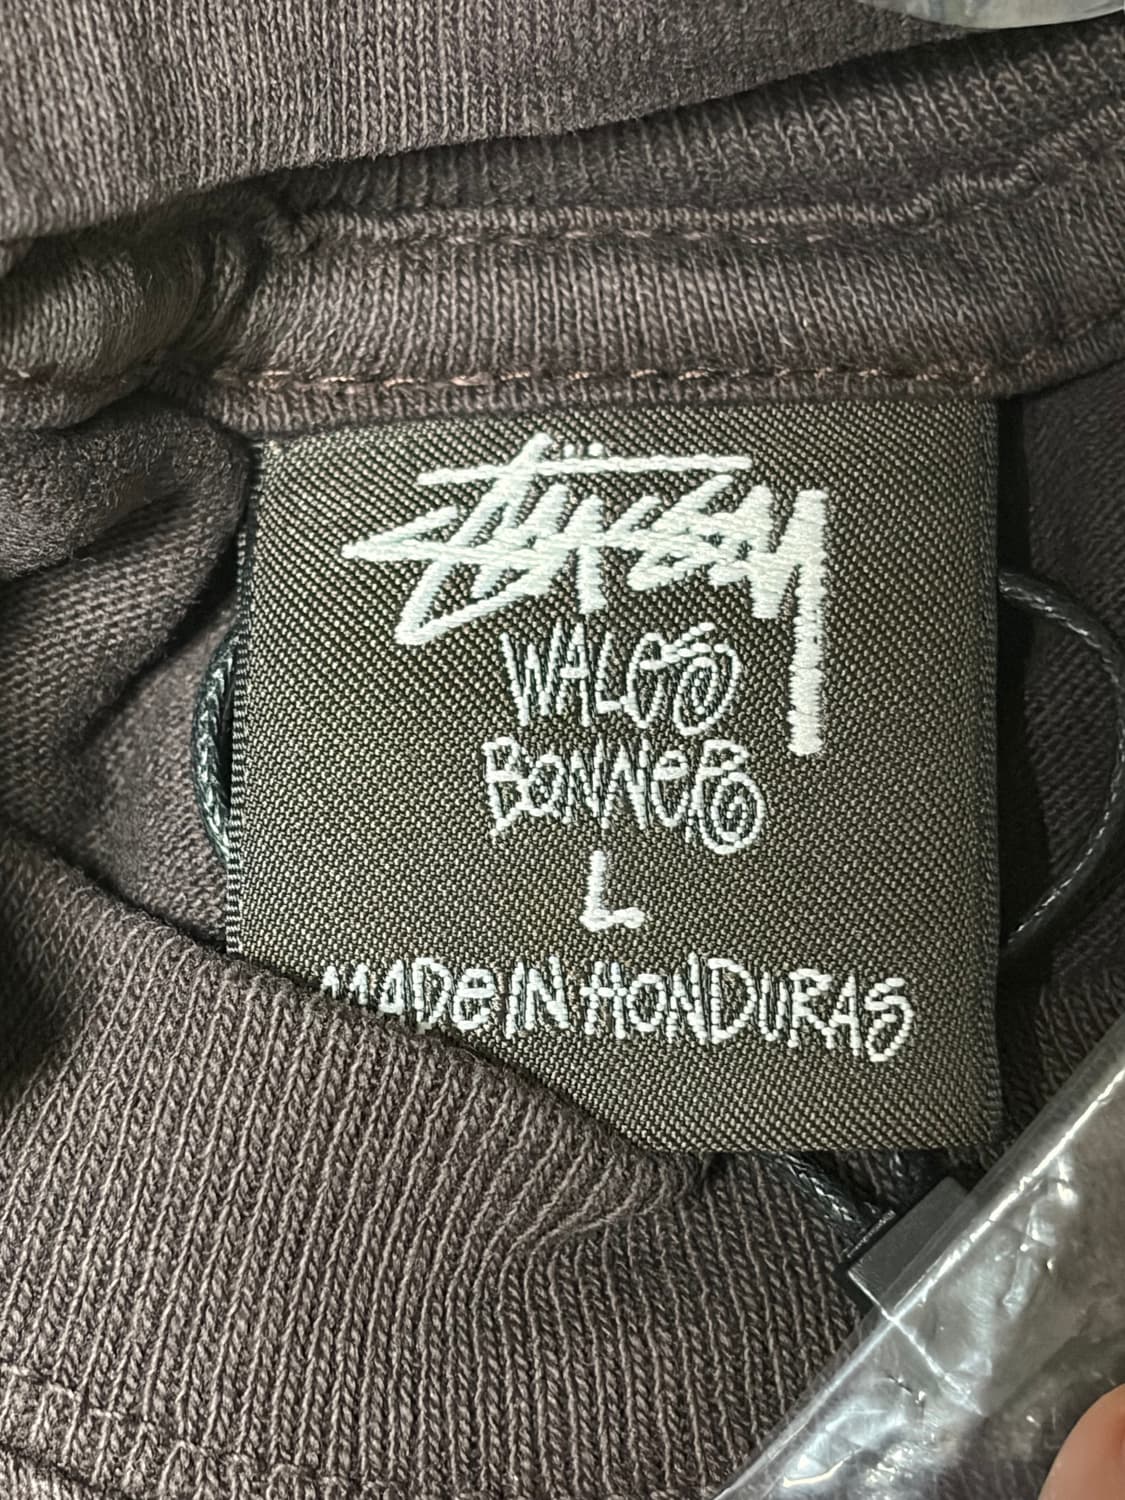 Stüssy
WALES
BONNER
L
MADE IN HONDURAS